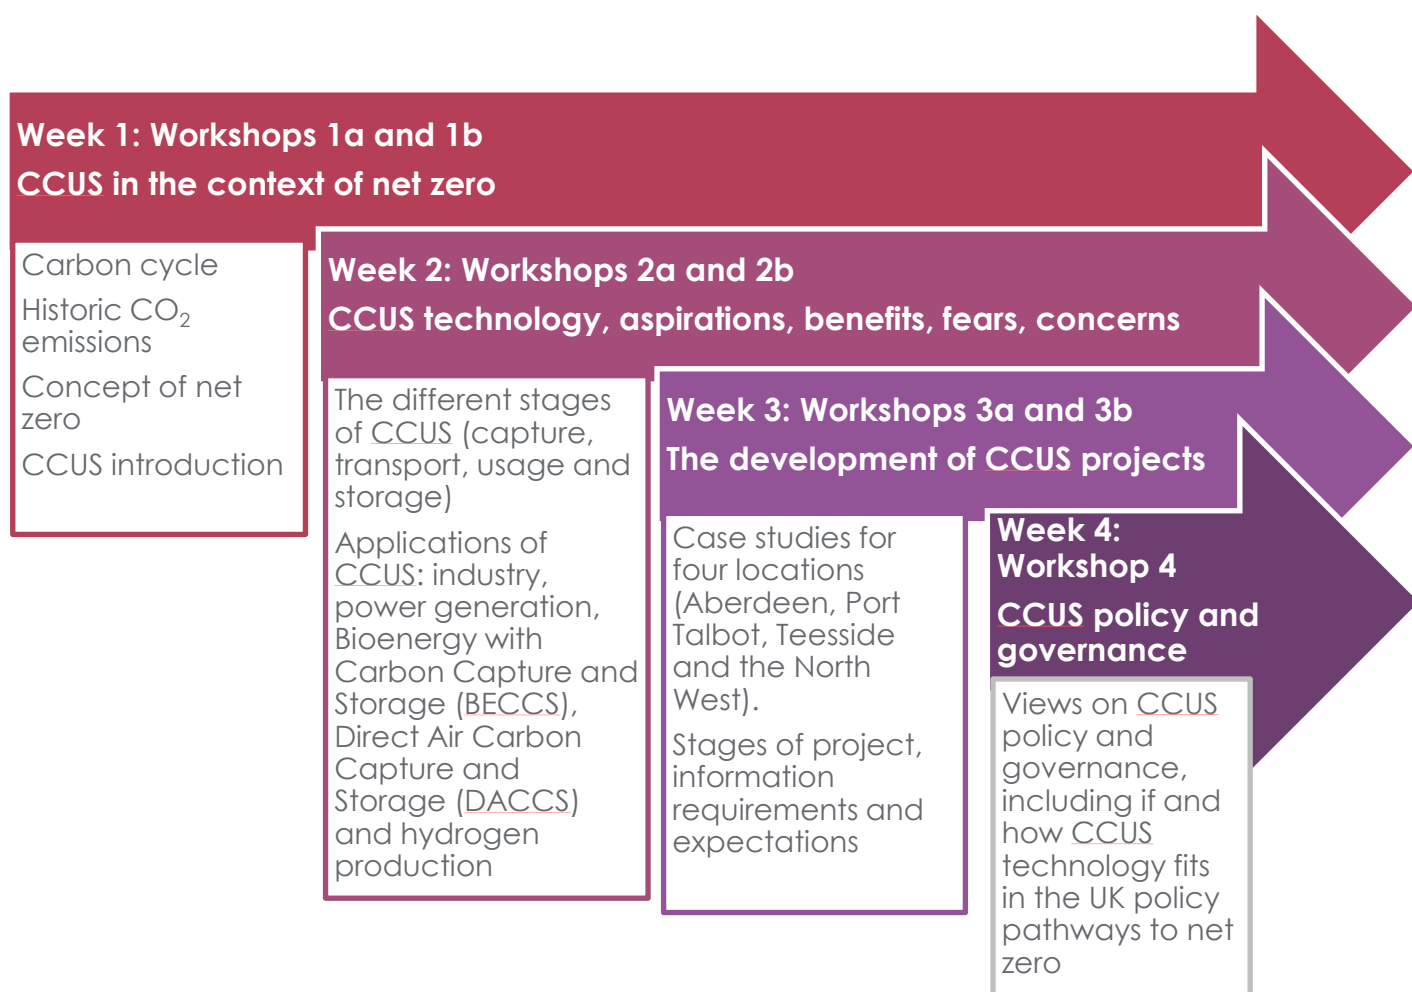 Week 1: Workshops 1a and 1b
CCUS in the context of net zero
Carbon cycle
Historic CO₂
emissions
Concept of net
zero
CCUS introduction
Week 2: Workshops 2a and 2b
CCUS technology, aspirations, benefits, fears, concerns
The different stages
of CCUS (capture,
transport, usage and
storage)
Applications of
CCUS: industry,
power generation,
Bioenergy with
Carbon Capture and
Storage (BECCS),
Direct Air Carbon
Capture and
Storage (DACCS)
and hydrogen
production
Week 3: Workshops 3a and 3b
The development of CCUS projects
Case studies for
four locations
(Aberdeen, Port
Talbot, Teesside
and the North
West).
Stages of project,
information
requirements and
expectations
Week 4:
Workshop 4
CCUS policy and
governance
Views on CCUS
policy and
governance,
including if and
how CCUS
technology fits
in the UK policy
pathways to net
zero